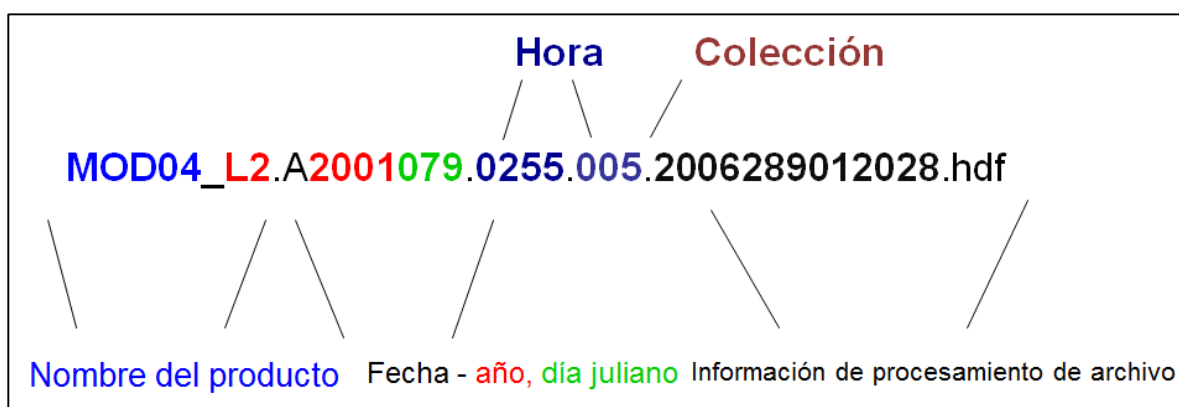 Hora Colección
MOD04_L2.A2001079.0255.005.2006289012028.hdf
Nombre del producto Fecha - año, día juliano Información de procesamiento de archivo